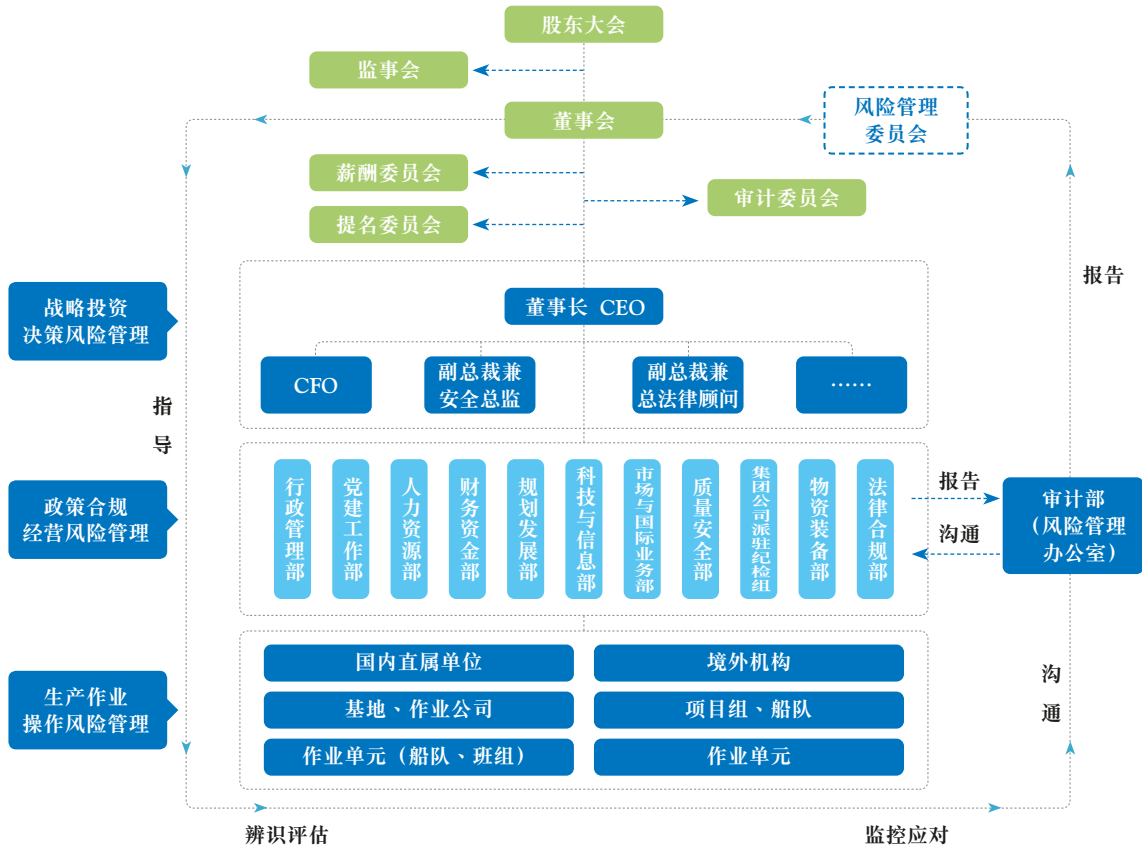 股东大会
监事会
董事会
风险管理
委员会
薪酬委员会
审计委员会
提名委员会
报告
战略投资
决策风险管理
董事长 CEO
CFO
副总裁兼
安全总监
副总裁兼
总法律顾问
……
指
导
政策合规
经营风险管理
行政管理部
党建工作部
人力资源部
财务资金部
规划发展部
科技与信息部
市场与国际业务部
质量安全部
集团公司派驻纪检组
物资装备部
法律合规部
报告
沟通
审计部
（风险管理
办公室）
生产作业
操作风险管理
国内直属单位
境外机构
基地、作业公司
项目组、船队
作业单元（船队、班组）
作业单元
沟
通
辨识评估
监控应对